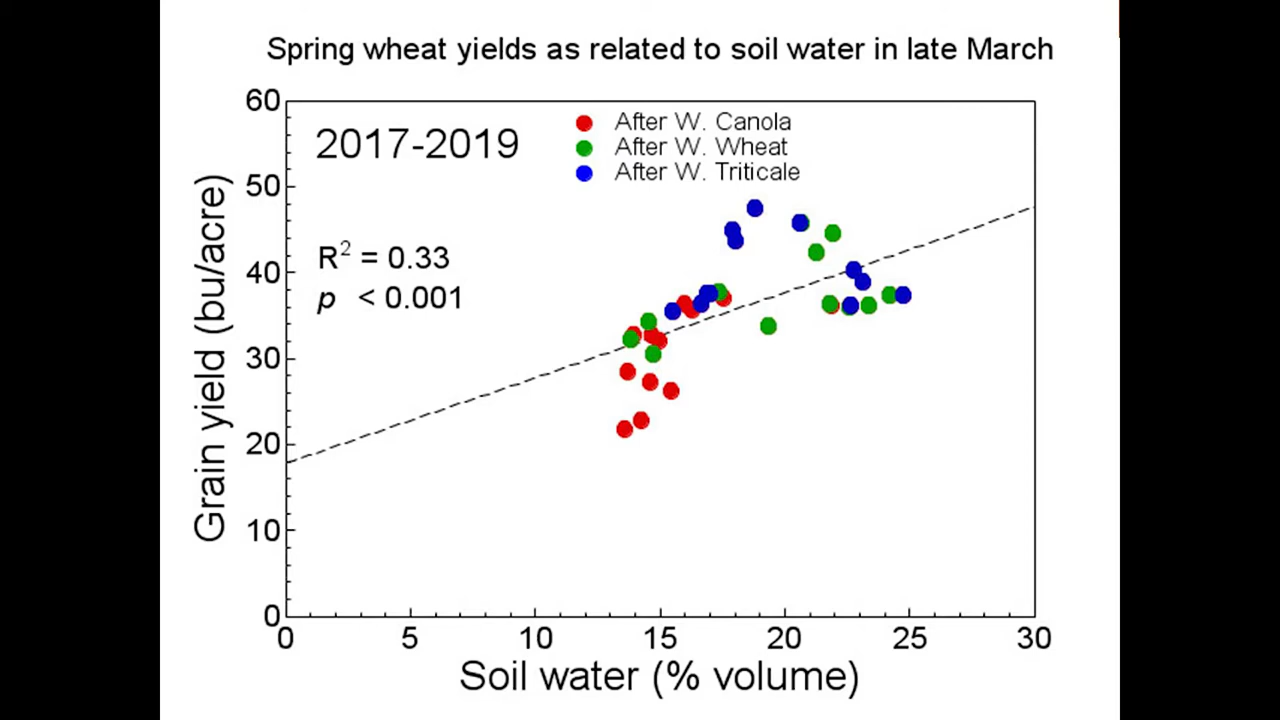 Spring wheat yields as related to soil water in late March
60
50
40
30
20
10
0
Grain yield (bu/acre)
2017-2019
After W. Canola
After W. Wheat
After W. Triticale
R² = 0.33
p < 0.001
0 5 10 15 20 25 30
Soil water (% volume)